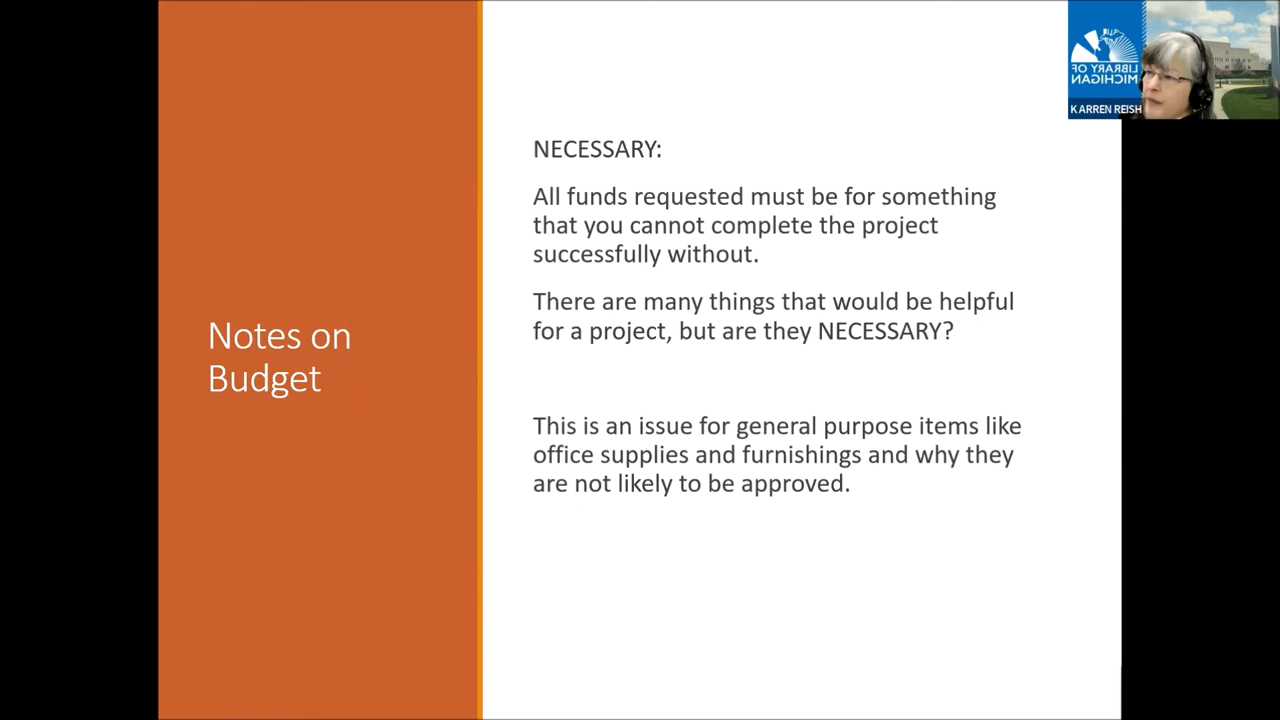 NECESSARY:
All funds requested must be for something
that you cannot complete the project
successfully without.
There are many things that would be helpful
for a project, but are they NECESSARY?
Notes on
Budget
This is an issue for general purpose items like
office supplies and furnishings and why they
are not likely to be approved.
LIBRARY OF
MICHIGAN
KARREN REISH